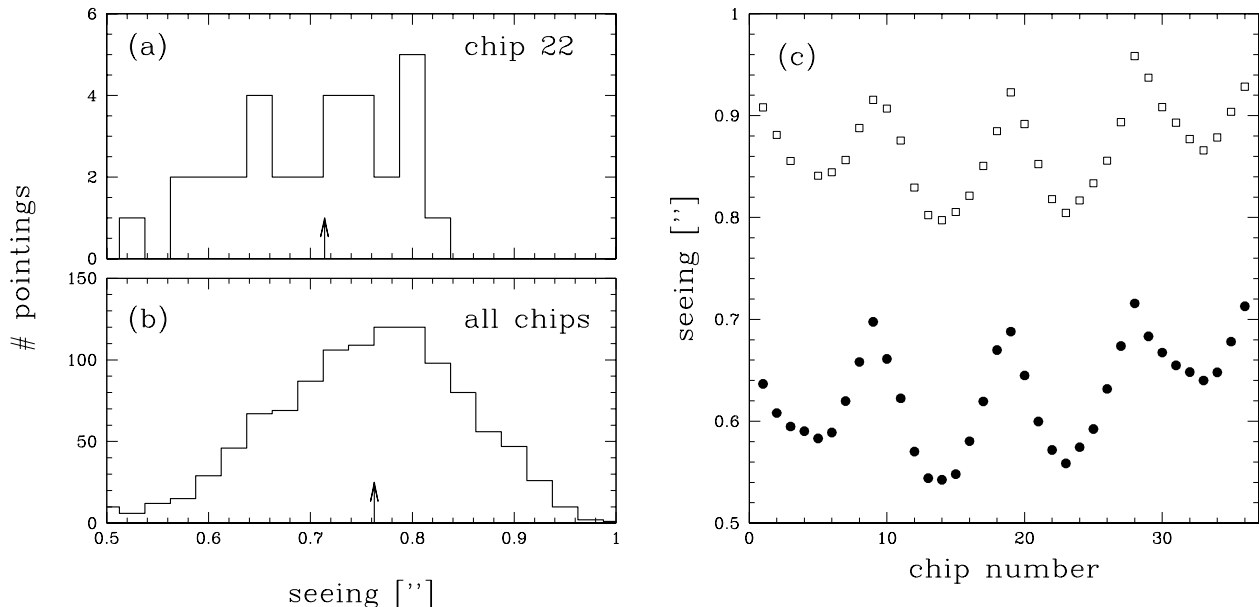 6
4
2
0
(a)
chip 22
150
100
50
0
(b)
all chips
0.5
0.6
0.7
0.8
0.9
1
# pointings
seeing ["]
1
0.9
0.8
0.7
0.6
0.5
(c)
0
10
20
30
seeing ["]
chip number